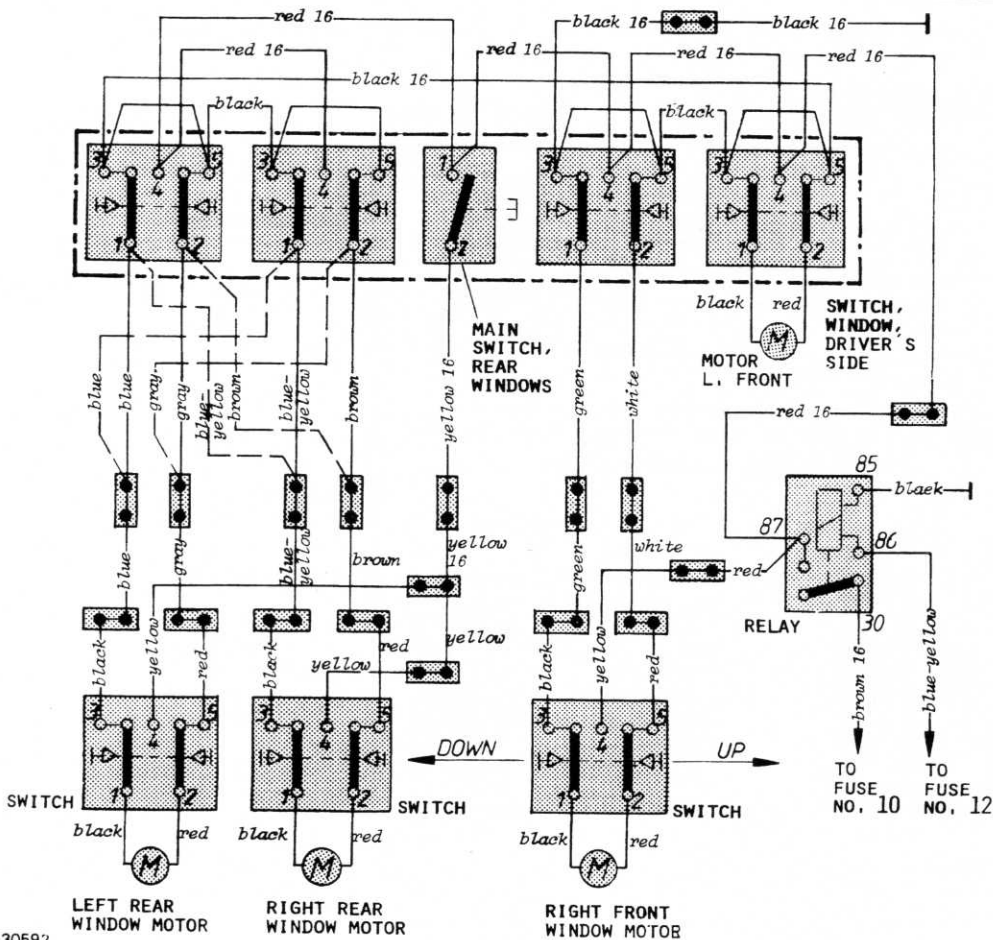 red 16
black 16
black 16
red 16
red 16
red 16
red 16
black 16
black
black
3
4
5
1
2
3
4
5
1
2
1
2
3
4
5
1
2
3
4
5
1
2
MAIN
SWITCH,
REAR
WINDOWS
black
red
M
MOTOR
L. FRONT
SWITCH,
WINDOW,
DRIVER'S
SIDE
blue
blue
gray
gray
blue-
yellow
brown
blue-
yellow
brown
yellow 16
green
white
red 16
85
black
87
86
30
RELAY
blue
gray
blue-
yellow
brown
yellow
16
green
white
red
black
yellow
red
black
yellow
red
yellow
black
yellow
red
brown 16
blue-yellow
3
4
5
1
2
3
4
5
1
2
3
4
5
1
2
DOWN
UP
TO
FUSE
NO. 10
TO
FUSE
NO. 12
SWITCH
SWITCH
SWITCH
black
red
black
red
black
red
M
M
M
LEFT REAR
WINDOW MOTOR
RIGHT REAR
WINDOW MOTOR
RIGHT FRONT
WINDOW MOTOR